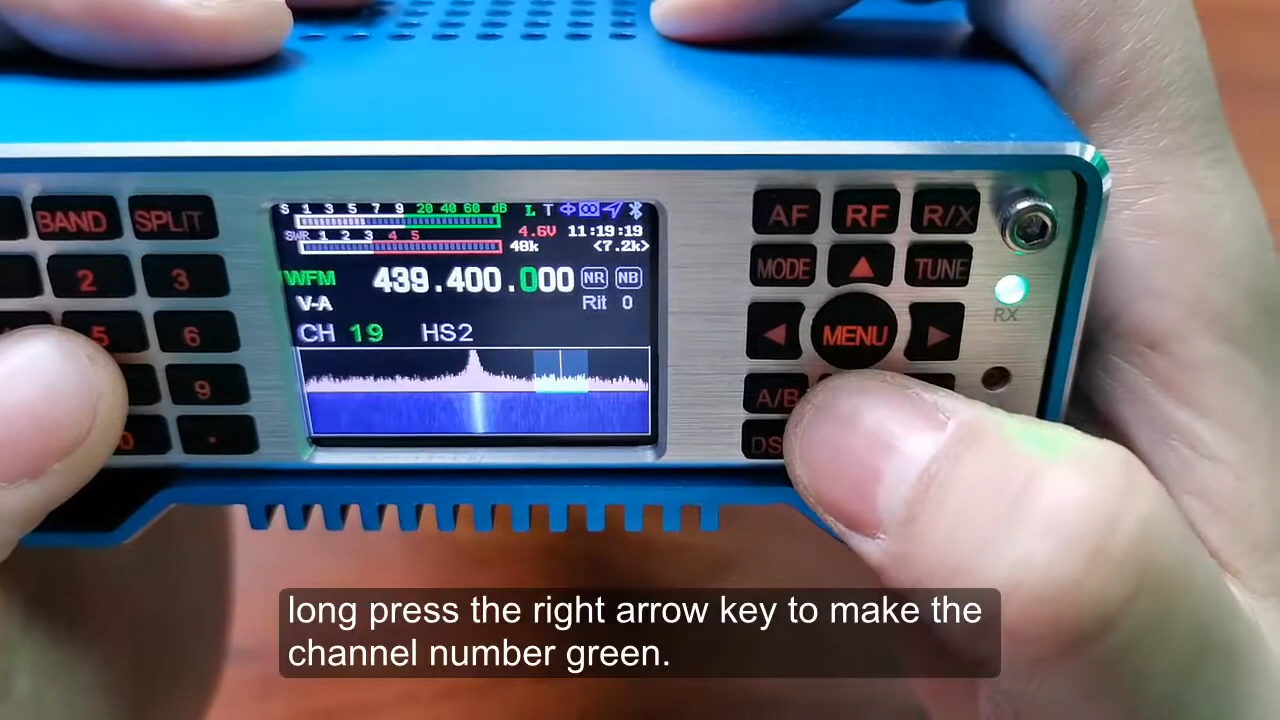 S 1 3 5 7 9 20 40 60 dB L T
BAND SPLIT
SWR 1 2 3 4 5 48k
4.6V 11:19:19
<7.2k>
WFM 439.400.000 NR NB
V-A Rit 0
CH 19 HS2
2 3
5 6
9
0 .
AF RF R/X
MODE TUNE
MENU
A/B
RX
long press the right arrow key to make the
channel number green.